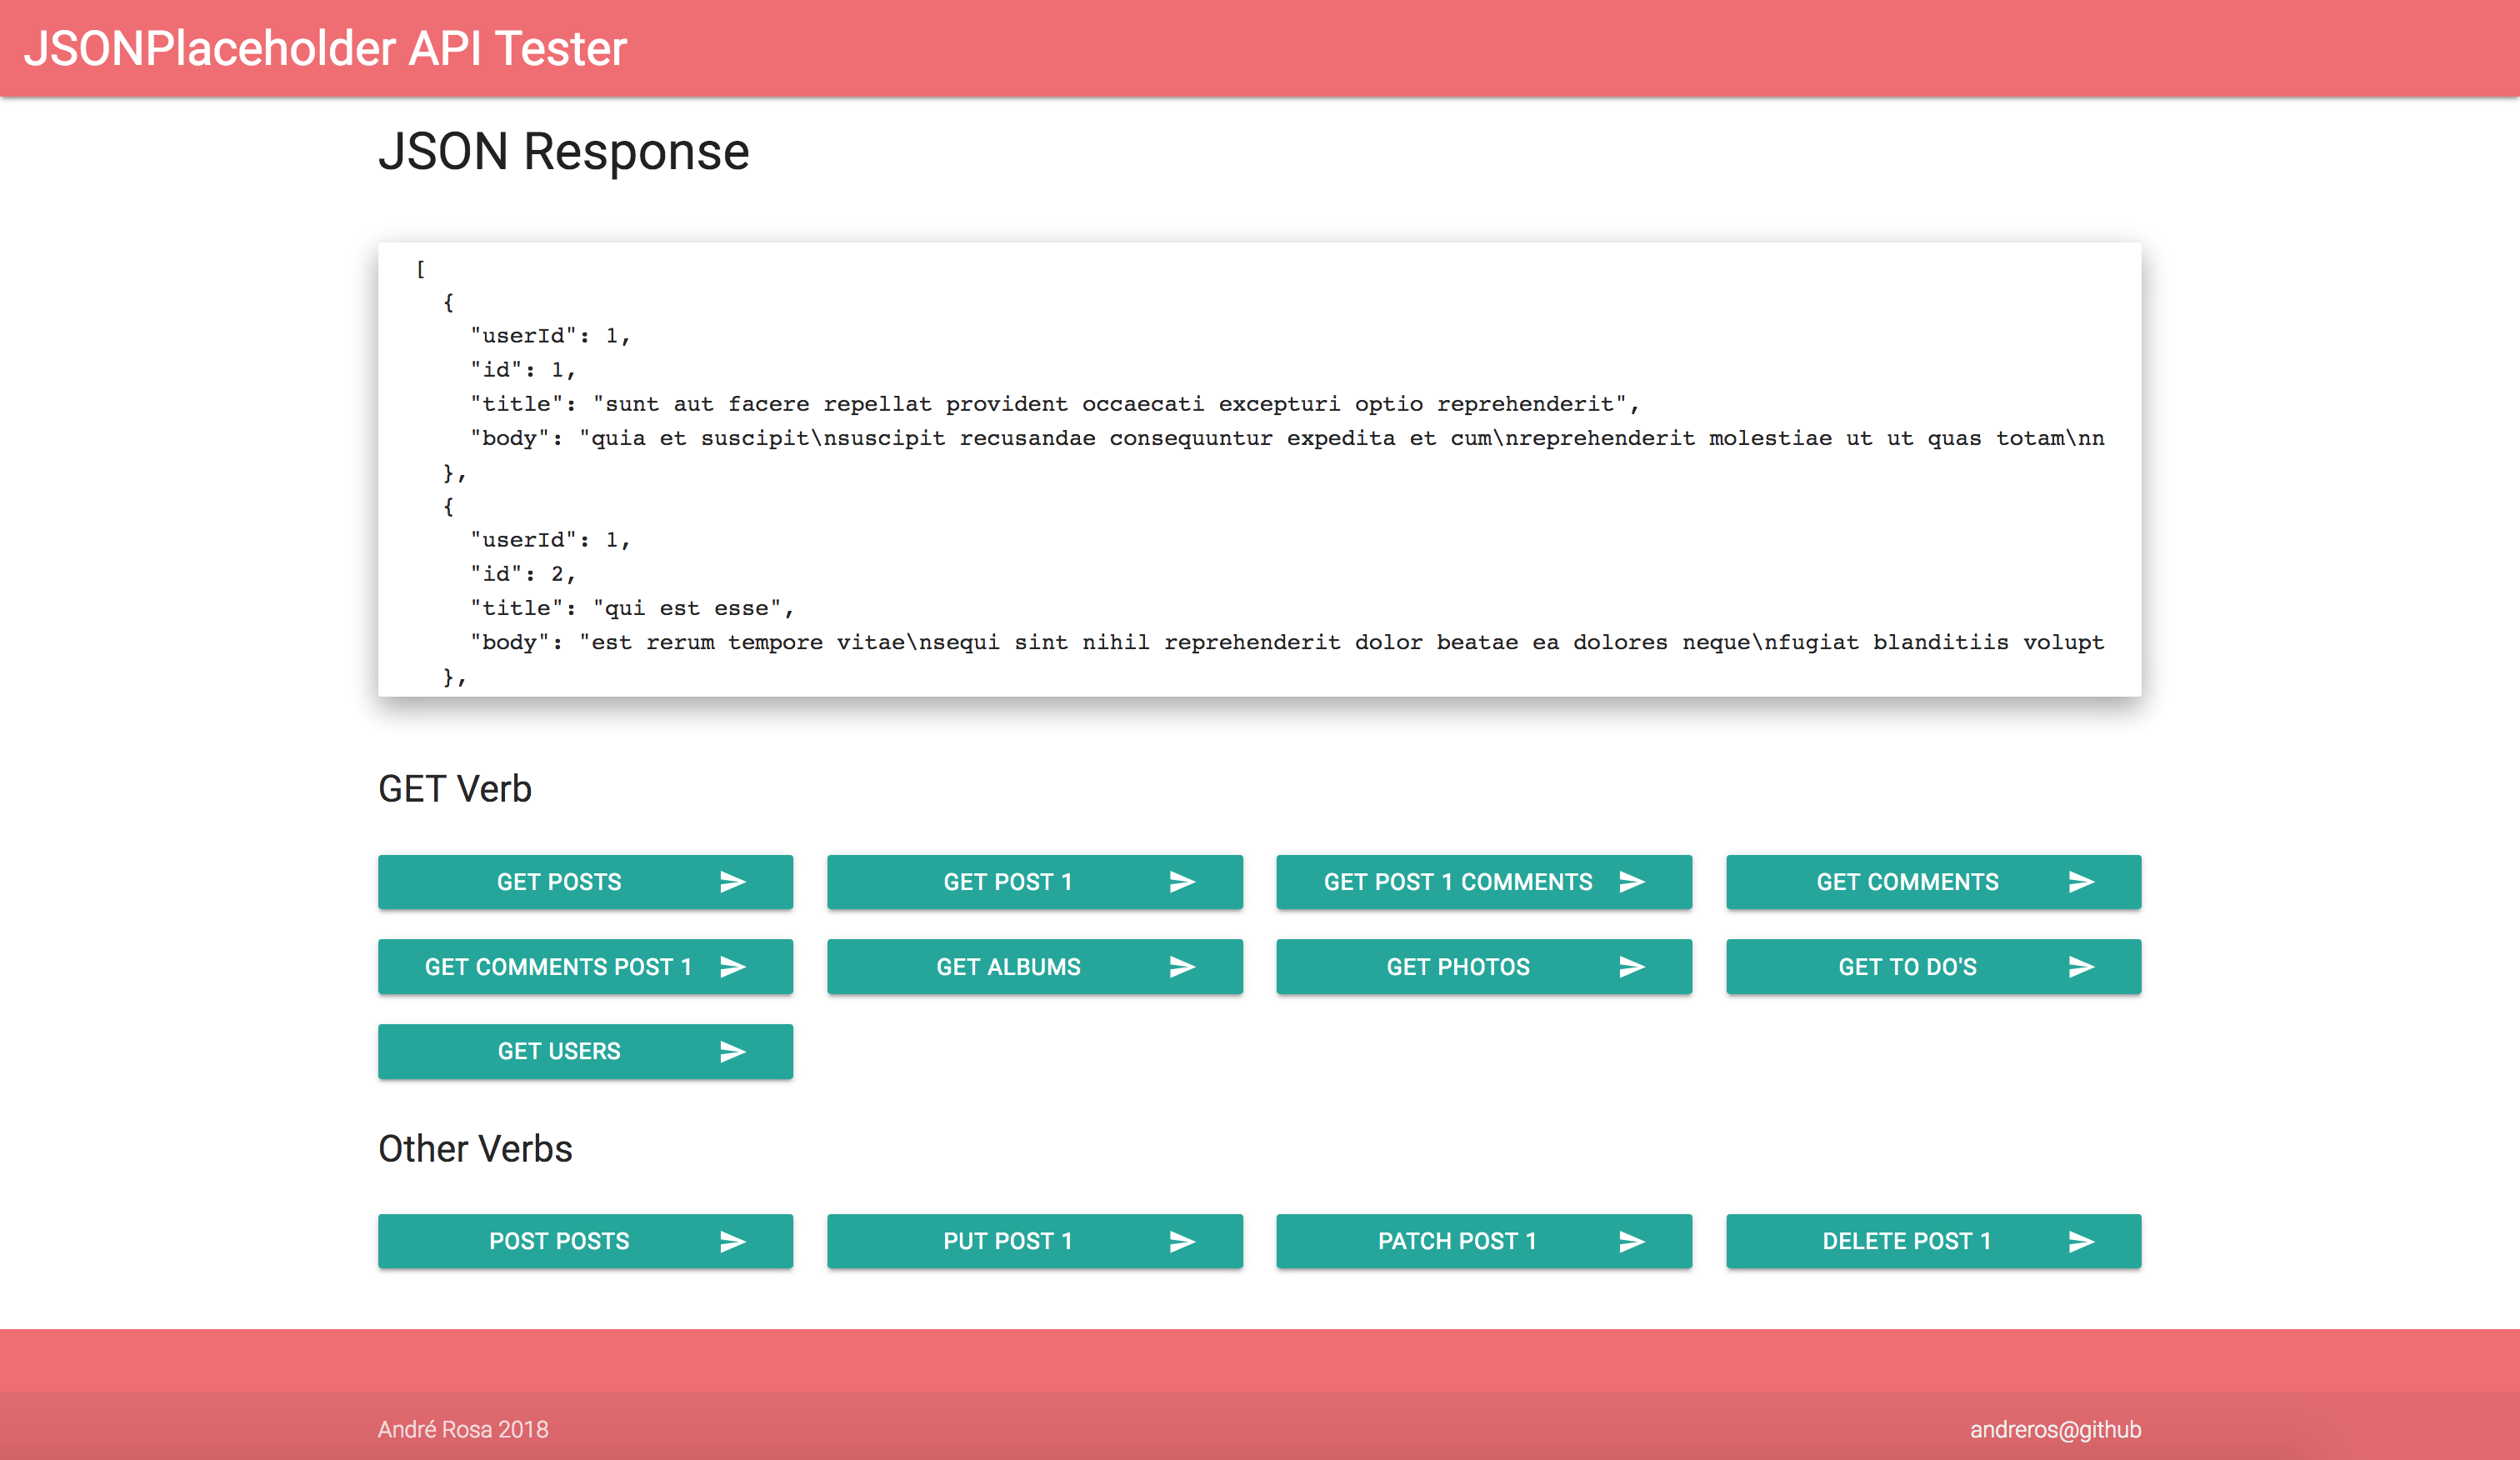 JSONPlaceholder API Tester
JSON Response
[
  {
    "userId": 1,
    "id": 1,
    "title": "sunt aut facere repellat provident occaecati excepturi optio reprehenderit",
    "body": "quia et suscipit\nsuscipit recusandae consequuntur expedita et cum\nreprehenderit molestiae ut ut quas totam\nn
  },
  {
    "userId": 1,
    "id": 2,
    "title": "qui est esse",
    "body": "est rerum tempore vitae\nsequi sint nihil reprehenderit dolor beatae ea dolores neque\nfugiat blanditiis volupt
  },
GET Verb
GET POSTS
GET POST 1
GET POST 1 COMMENTS
GET COMMENTS
GET COMMENTS POST 1
GET ALBUMS
GET PHOTOS
GET TO DO'S
GET USERS
Other Verbs
POST POSTS
PUT POST 1
PATCH POST 1
DELETE POST 1
André Rosa 2018
andreros@github